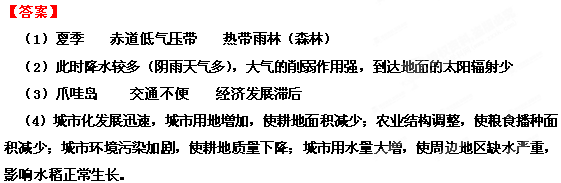 【答案】
（1）夏季　　赤道低气压带　　热带雨林（森林）
（2）此时降水较多（阴雨天气多），大气的削弱作用强，到达地面的太阳辐射少
（3）爪哇岛　　交通不便　　经济发展滞后
（4）城市化发展迅速，城市用地增加，使耕地面积减少；农业结构调整，使粮食播种面
积减少；城市环境污染加剧，使耕地质量下降；城市用水量大增，使周边地区缺水严重，
影响水稻正常生长。